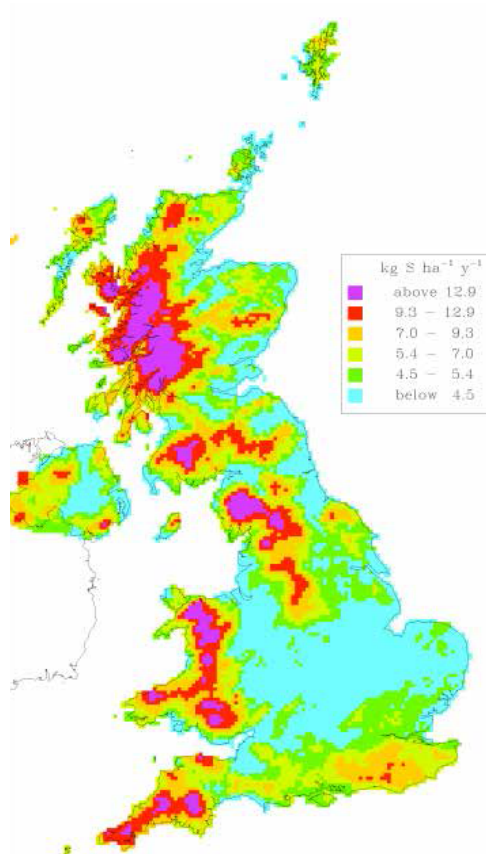 kg S ha⁻¹ y⁻¹
above 12.9
9.3 – 12.9
7.0 – 9.3
5.4 – 7.0
4.5 – 5.4
below 4.5